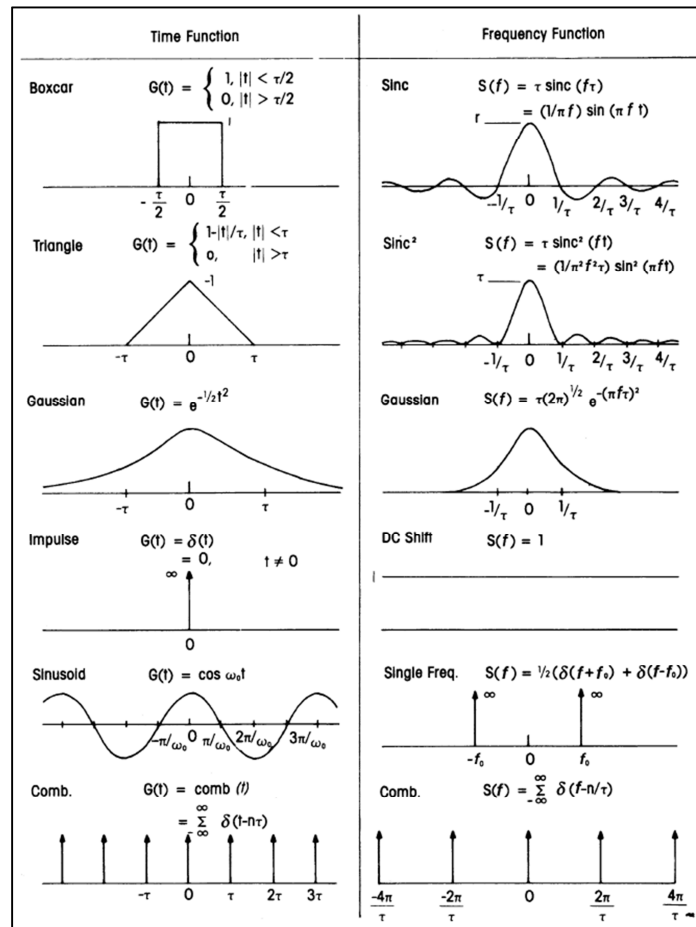 Time Function
Frequency Function
Boxcar G(t) = { 1, |t| < τ/2
0, |t| > τ/2
1
-τ/2 0 τ/2
Sinc S(f) = τ sinc (fτ)
= (1/πf) sin (π f t)
r
-1/τ 0 1/τ 2/τ 3/τ 4/τ
Triangle G(t) = { 1-|t|/τ, |t| < τ
0, |t| > τ
-1
-τ 0 τ
Sinc² S(f) = τ sinc² (ft)
= (1/π² f² τ) sin² (πft)
τ
-1/τ 0 1/τ 2/τ 3/τ 4/τ
Gaussian G(t) = e^-1/2 t²
-τ τ
Gaussian S(f) = τ(2π)^1/2 e^-(πfτ)²
-1/τ 0 1/τ
Impulse G(t) = δ(t)
= 0, t ≠ 0
∞
0
DC Shift S(f) = 1
1
Sinusoid G(t) = cos ω₀t
-π/ω₀ 0 π/ω₀ 2π/ω₀ 3π/ω₀
Single Freq. S(f) = ½(δ(f+f₀) + δ(f-f₀))
∞ ∞
-f₀ 0 f₀
Comb. G(t) = comb (t)
= ∞ Σ -∞ δ(t-nτ)
-τ 0 τ 2τ 3τ
Comb. S(f) = ∞ Σ -∞ δ(f-n/τ)
-4π/τ -2π/τ 0 2π/τ 4π/τ